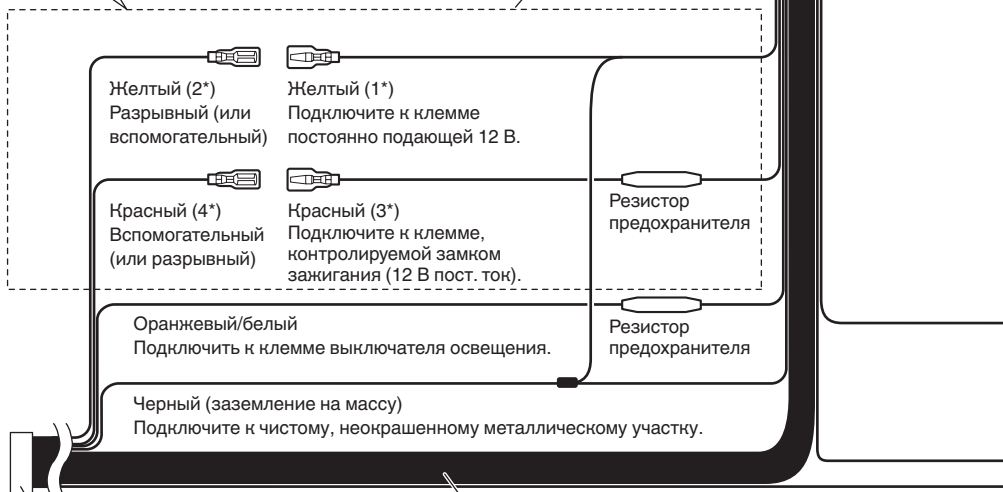 Желтый (2*)
Разрывный (или
вспомогательный)
Желтый (1*)
Подключите к клемме
постоянно подающей 12 В.
Красный (4*)
Вспомогательный
(или разрывный)
Красный (3*)
Подключите к клемме,
контролируемой замком
зажигания (12 В пост. ток).
Резистор
предохранителя
Оранжевый/белый
Подключить к клемме выключателя освещения.
Резистор
предохранителя
Черный (заземление на массу)
Подключите к чистому, неокрашенному металлическому участку.